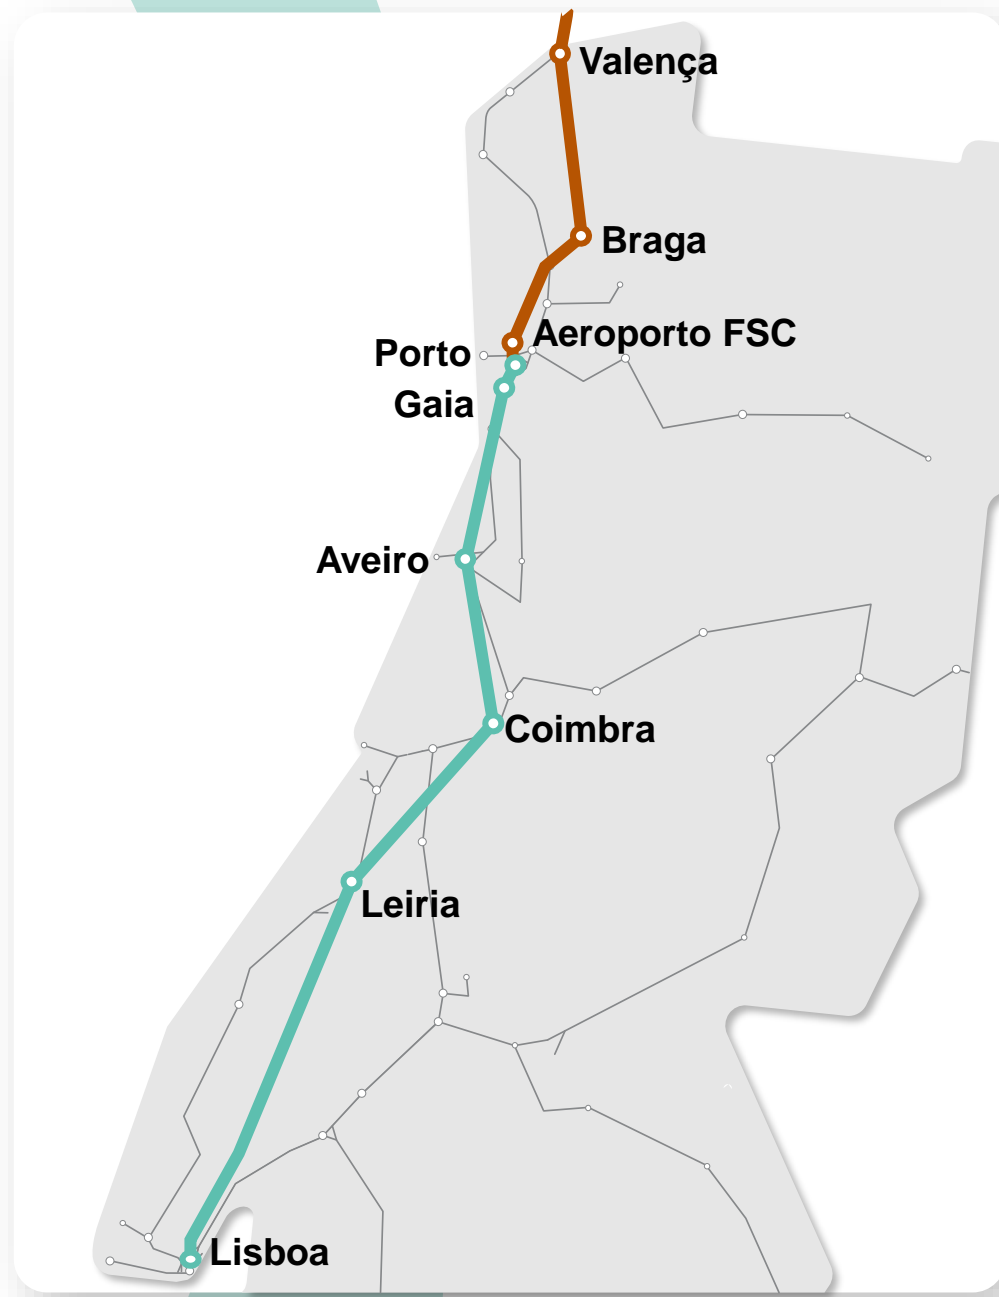 Valença
Braga
Aeroporto FSC
Porto
Gaia
Aveiro
Coimbra
Leiria
Lisboa